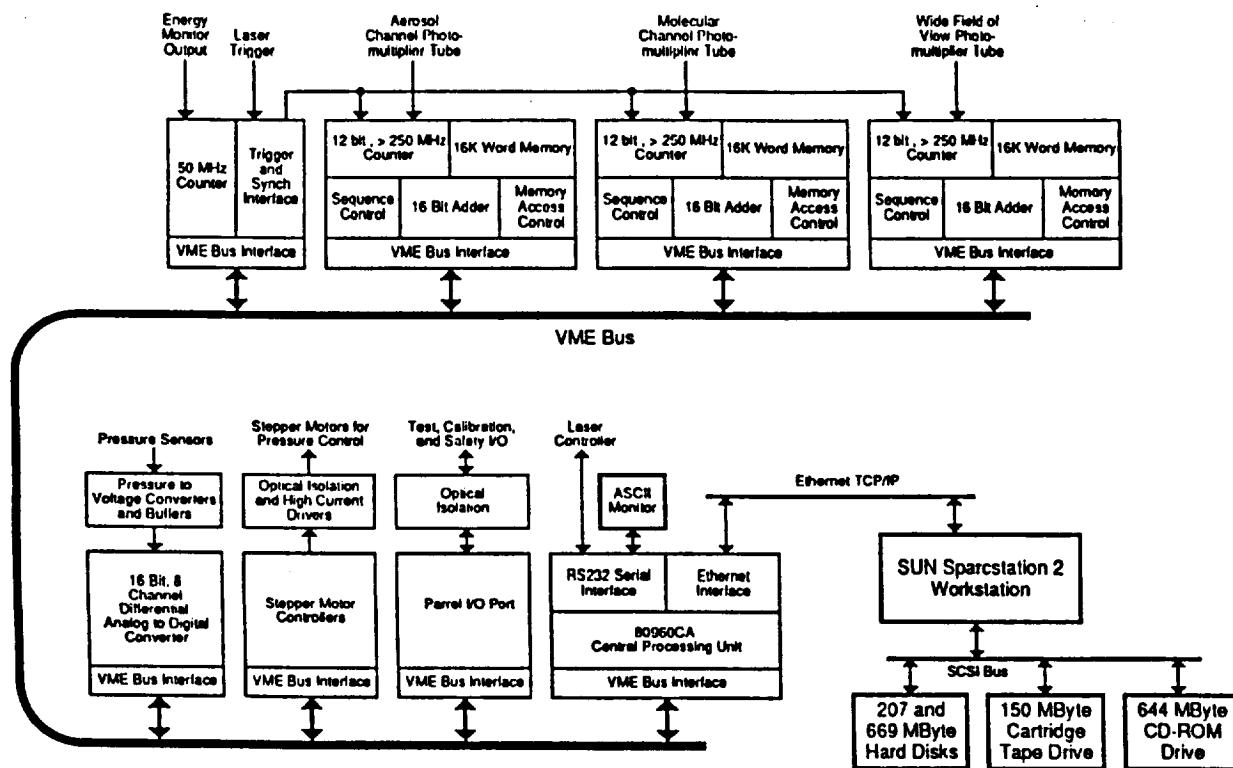 Energy
Monitor
Output
Laser
Trigger
Aerosol
Channel Photo-
multiplier Tube
Molecular
Channel Photo-
multiplier Tube
Wide Field of
View Photo-
multiplier Tube
50 MHz
Counter
Trigger
and
Synch
Interface
VME Bus Interface
12 bit , > 250 MHz
Counter
16K Word Memory
Sequence
Control
16 Bit Adder
Memory
Access
Control
VME Bus Interface
12 bit , > 250 MHz
Counter
16K Word Memory
Sequence
Control
16 Bit Adder
Memory
Access
Control
VME Bus Interface
12 bit , > 250 MHz
Counter
16K Word Memory
Sequence
Control
16 Bit Adder
Memory
Access
Control
VME Bus Interface
VME Bus
Pressure Sensors
Stepper Motors for
Pressure Control
Test, Calibration,
and Safety I/O
Laser
Controller
Pressure to
Voltage Converters
and Buffers
Optical Isolation
and High Current
Drivers
Optical
Isolation
ASCII
Monitor
Ethernet TCP/IP
16 Bit, 8
Channel
Differential
Analog to Digital
Converter
VME Bus Interface
Stepper Motor
Controllers
VME Bus Interface
Parrel I/O Port
VME Bus Interface
RS232 Serial
Interface
Ethernet
Interface
80960CA
Central Processing Unit
VME Bus Interface
SUN Sparcstation 2
Workstation
SCSI Bus
207 and
669 MByte
Hard Disks
150 MByte
Cartridge
Tape Drive
644 MByte
CD-ROM
Drive